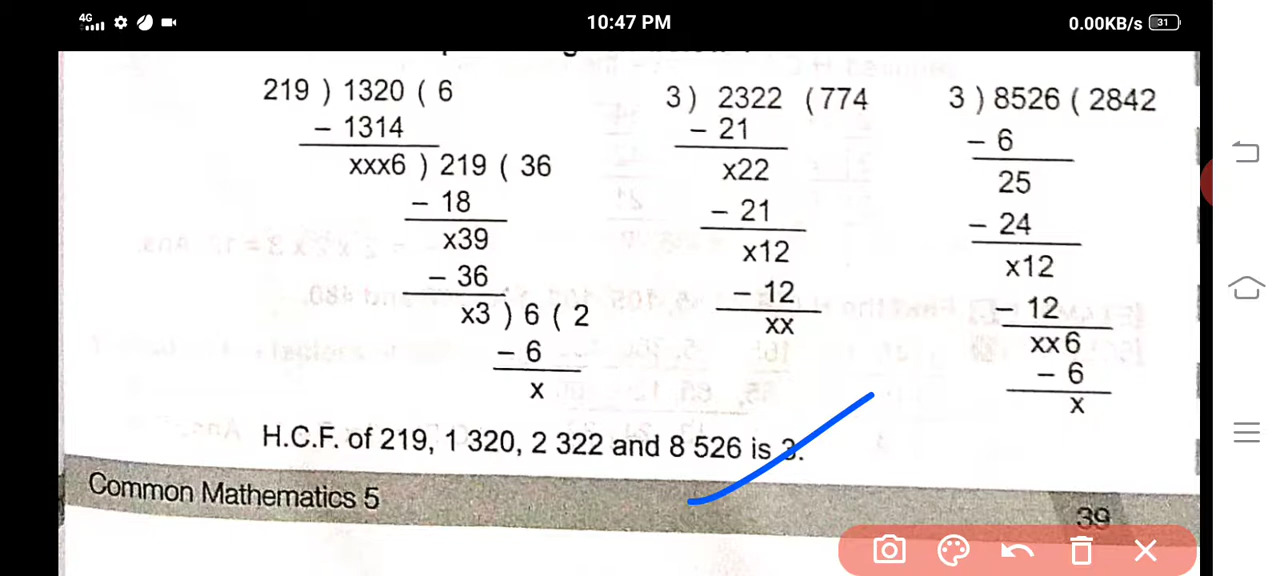 4G 10:47 PM 0.00KB/s 31
219 ) 1320 ( 6
- 1314
xxx6 ) 219 ( 36
- 18
x39
- 36
x3 ) 6 ( 2
- 6
x
3 ) 2322 ( 774
- 21
x22
- 21
x12
- 12
xx
3 ) 8526 ( 2842
- 6
25
- 24
x12
- 12
xx6
- 6
x
H.C.F. of 219, 1 320, 2 322 and 8 526 is 3.
Common Mathematics 5
39